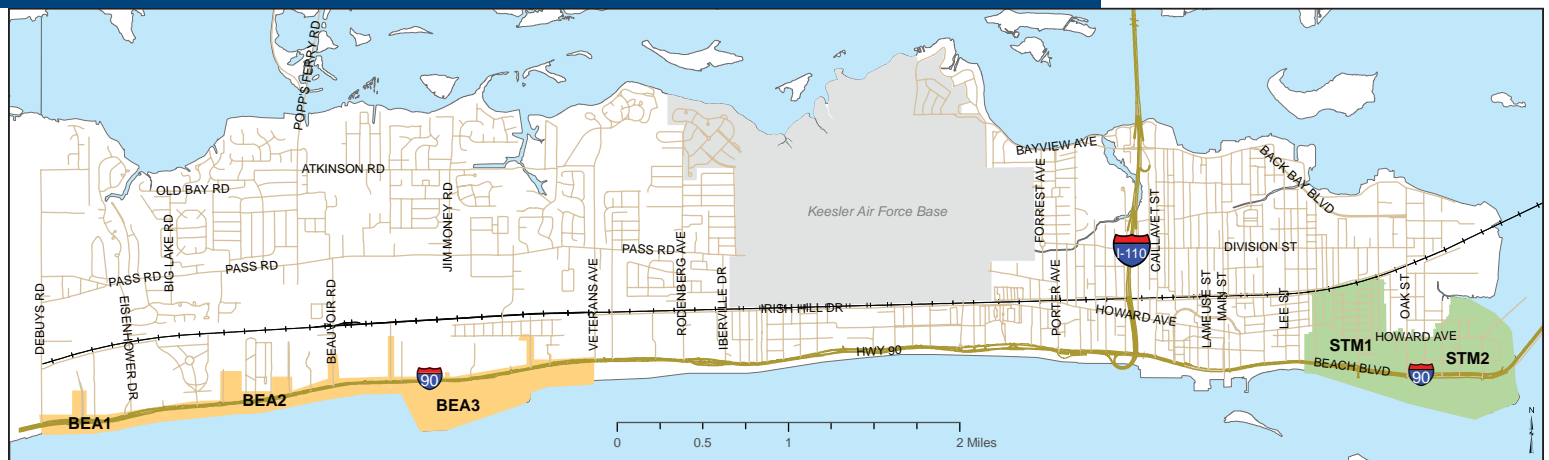 POPP'S FERRY RD
ATKINSON RD
OLD BAY RD
BIG LAKE RD
JIM MONEY RD
PASS RD
PASS RD
PASS RD
DEBUYS RD
EISENHOWER DR
BEAUVOIR RD
VETERANS AVE
RODENBERG AVE
IBERVILLE DR
Keesler Air Force Base
IRISH HILL DR
BAYVIEW AVE
FORREST AVE
PORTER AVE
I-110
CAILLAVET ST
BACK BAY BLVD
DIVISION ST
HOWARD AVE
LAMEUSE ST
MAIN ST
LEE ST
OAK ST
HOWARD AVE
STM1
STM2
BEACH BLVD
90
HWY 90
90
BEA1
BEA2
BEA3
0 0.5 1 2 Miles
N